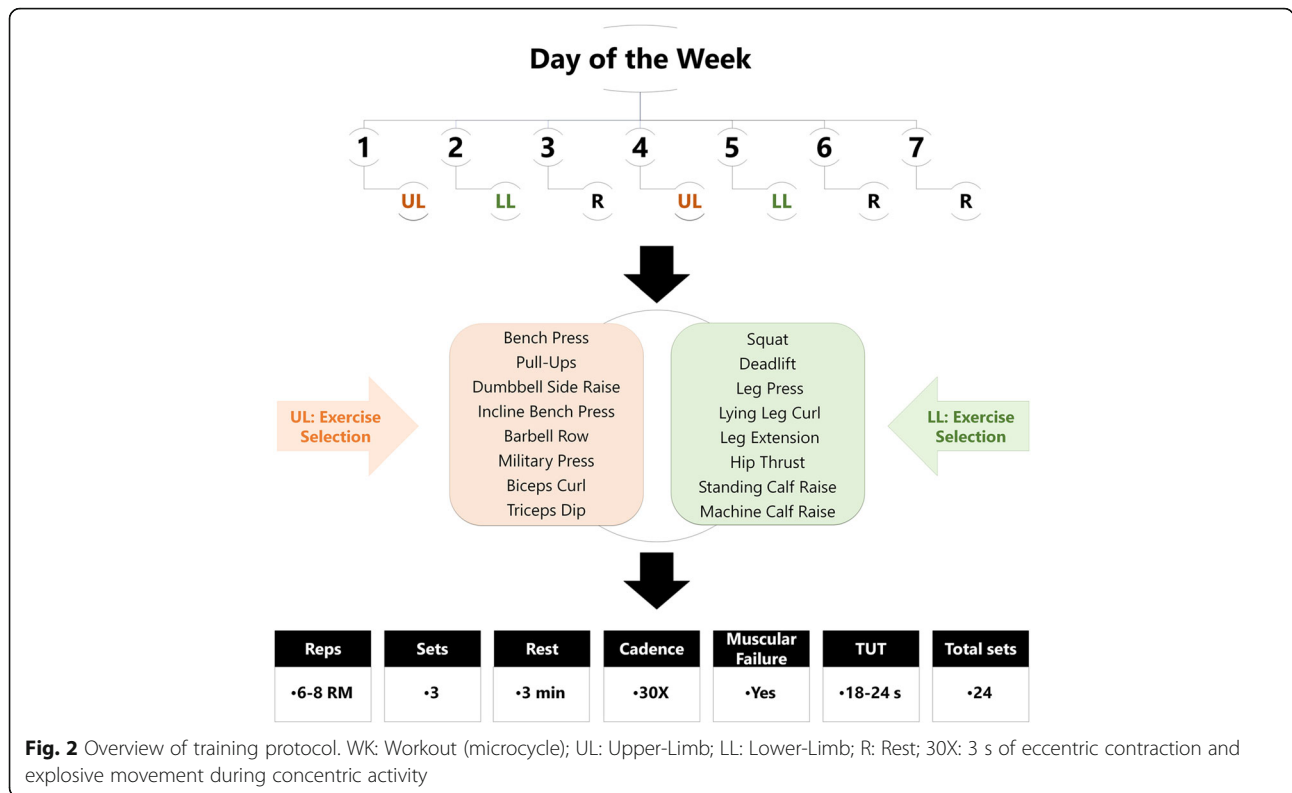 Day of the Week
1 2 3 4 5 6 7
UL LL R UL LL R R
Bench Press
Pull-Ups
Dumbbell Side Raise
Incline Bench Press
Barbell Row
Military Press
Biceps Curl
Triceps Dip
Squat
Deadlift
Leg Press
Lying Leg Curl
Leg Extension
Hip Thrust
Standing Calf Raise
Machine Calf Raise
UL: Exercise
Selection
LL: Exercise
Selection
Reps Sets Rest Cadence Muscular
Failure TUT Total sets
•6-8 RM •3 •3 min •30X •Yes •18-24 s •24
Fig. 2 Overview of training protocol. WK: Workout (microcycle); UL: Upper-Limb; LL: Lower-Limb; R: Rest; 30X: 3 s of eccentric contraction and
explosive movement during concentric activity